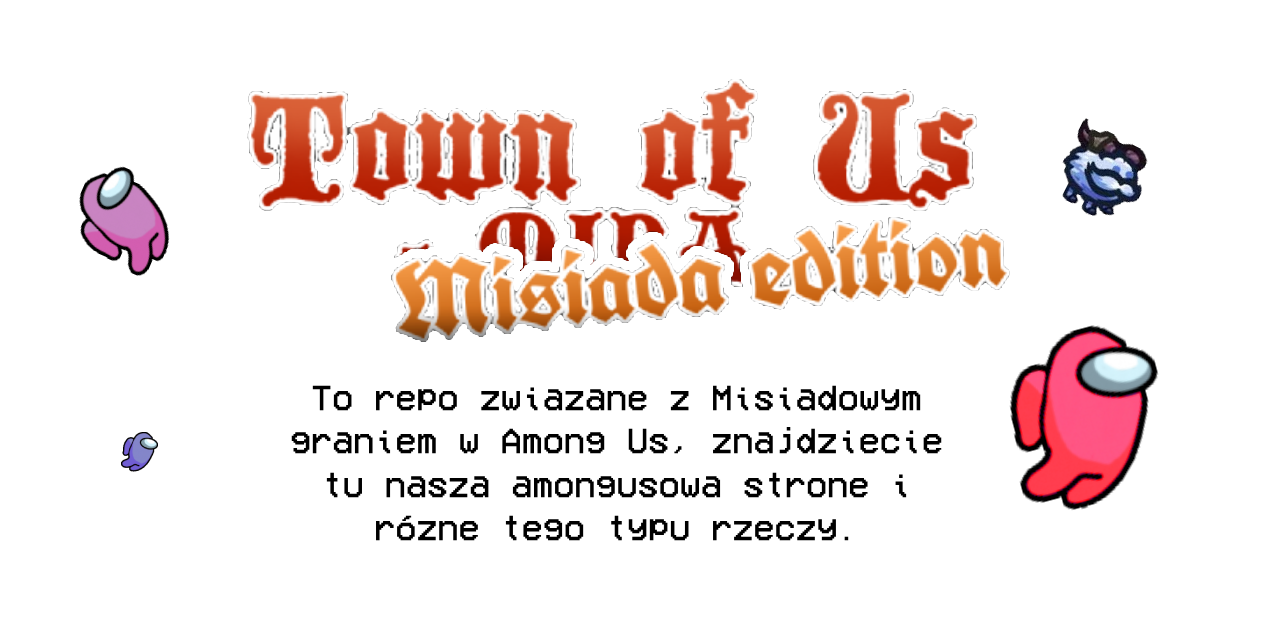 Town of Us
- MIRA
Misiada edition
To repo zwiazane z Misiadowym
graniem w Among Us, znajdziecie
tu nasza amongusowa strone i
rózne tego typu rzeczy.